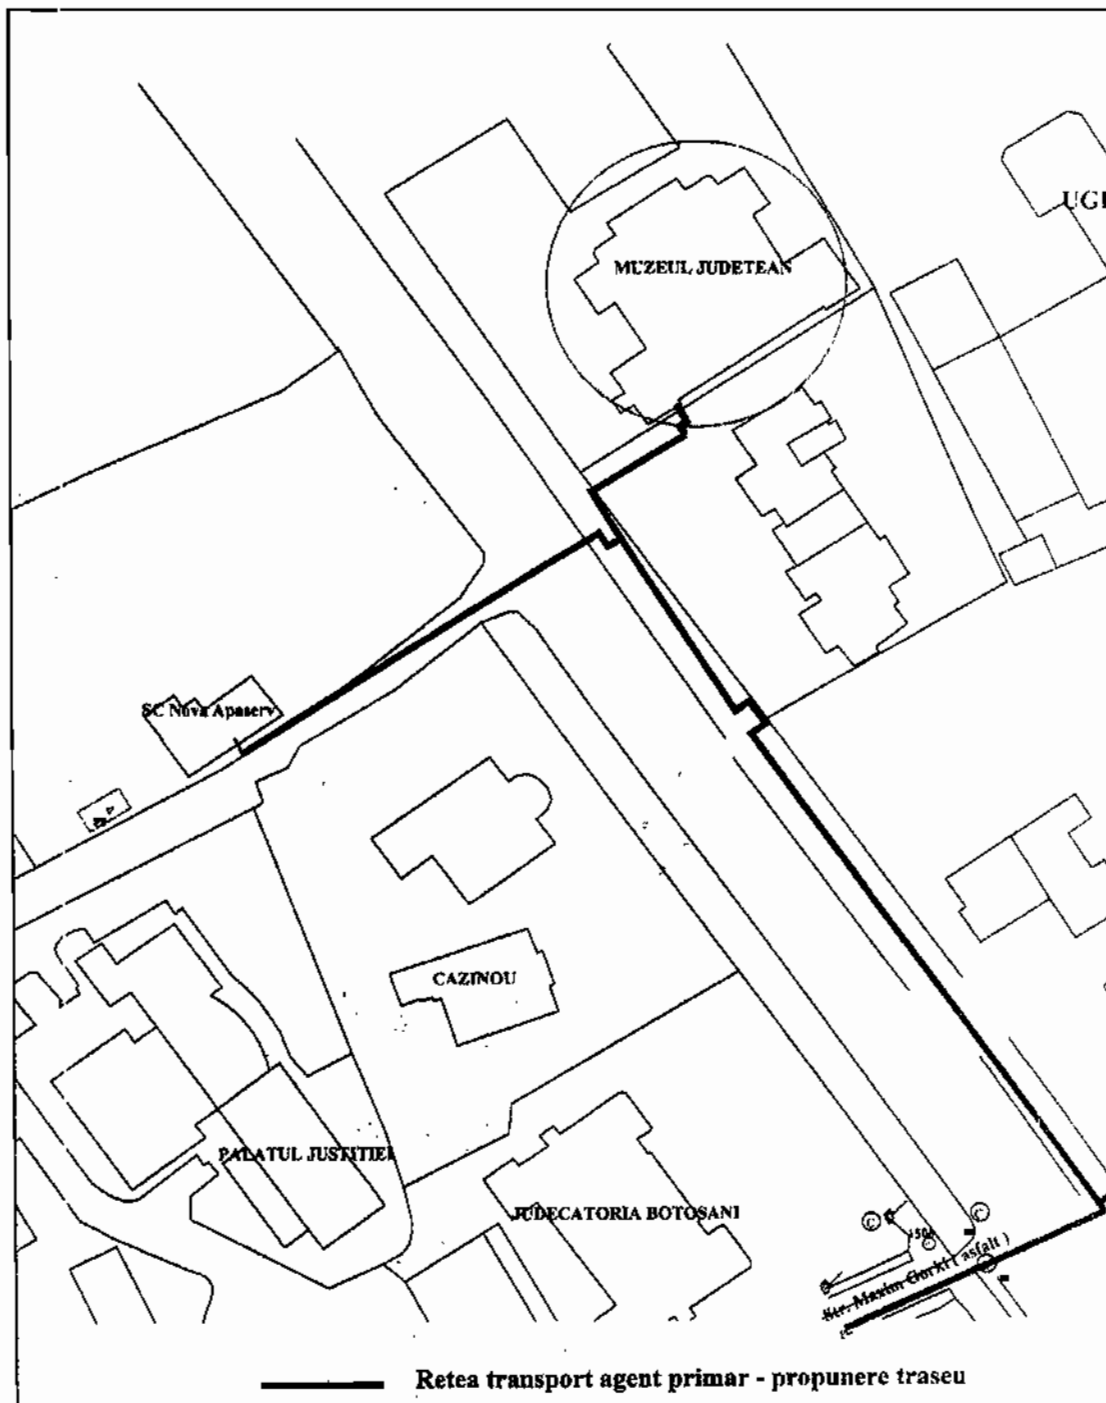 UGI
MUZEUL JUDETEAN
SC Nova Apaserv
CAZINOU
PALATUL JUSTITIEI
JUDECATORIA BOTOSANI
C
C
Str. Maxim Gorki ( asfalt )
Retea transport agent primar - propunere traseu